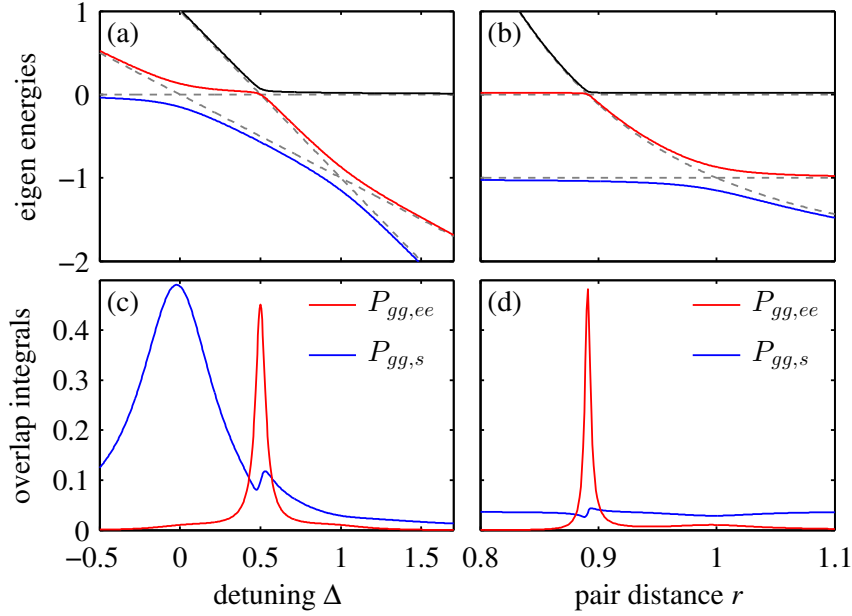 (a)
(b)
eigen energies
1
0
−1
−2
(c)
(d)
P_{gg,ee}
P_{gg,s}
P_{gg,ee}
P_{gg,s}
overlap integrals
0.4
0.3
0.2
0.1
0
−0.5 0 0.5 1 1.5
0.8 0.9 1 1.1
detuning Δ
pair distance r